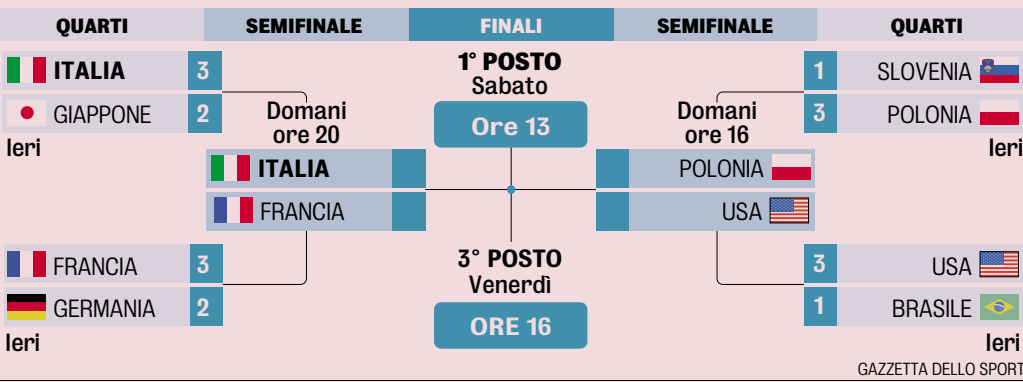 QUARTI
SEMIFINALE
FINALI
SEMIFINALE
QUARTI
ITALIA 3
GIAPPONE 2
Ieri
Domani
ore 20
ITALIA
FRANCIA
FRANCIA 3
GERMANIA 2
Ieri
1° POSTO
Sabato
Ore 13
3° POSTO
Venerdì
ORE 16
Domani
ore 16
POLONIA
USA
1 SLOVENIA
3 POLONIA
Ieri
3 USA
1 BRASILE
Ieri
GAZZETTA DELLO SPORT